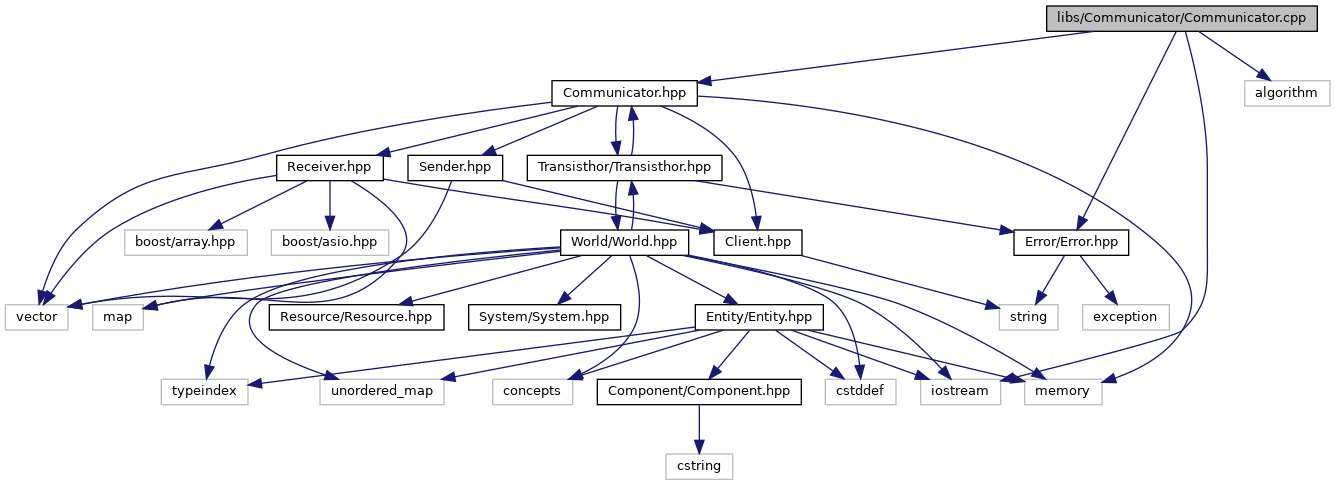 libs/Communicator/Communicator.cpp
Communicator.hpp
algorithm
Receiver.hpp
Sender.hpp
Transisthor/Transisthor.hpp
boost/array.hpp
boost/asio.hpp
World/World.hpp
Client.hpp
Error/Error.hpp
vector
map
Resource/Resource.hpp
System/System.hpp
Entity/Entity.hpp
string
exception
typeindex
unordered_map
concepts
Component/Component.hpp
cstddef
iostream
memory
cstring